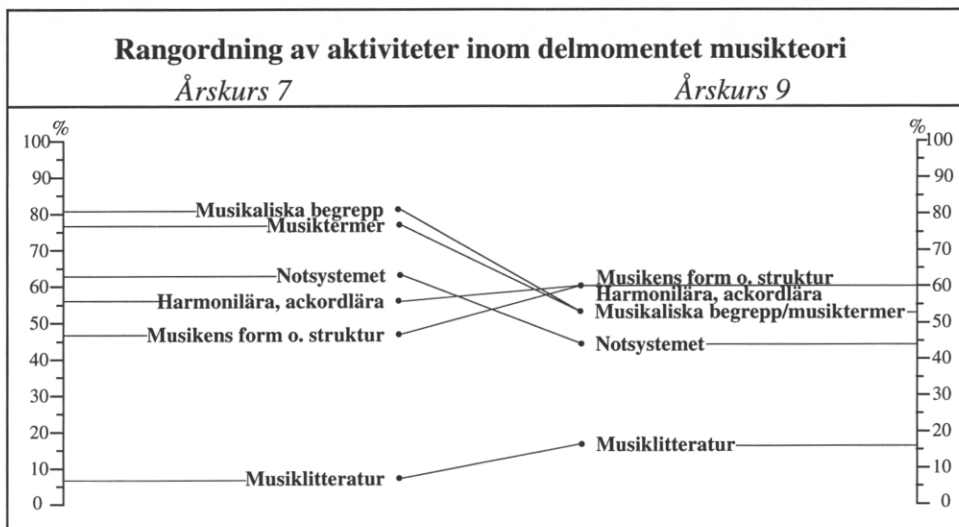 Rangordning av aktiviteter inom delmomentet musikteori
Årskurs 7 Årskurs 9
% %
100 100
90 90
80 Musikaliska begrepp 80
Musiktermer
70 70
Notsystemet Musikens form o. struktur
60 60
Harmonilära, ackordlära Harmonilära, ackordlära
Musikaliska begrepp/musiktermer
50 50
Musikens form o. struktur Notsystemet
40 40
30 30
20 20
Musiklitteratur
10 10
Musiklitteratur
0 0